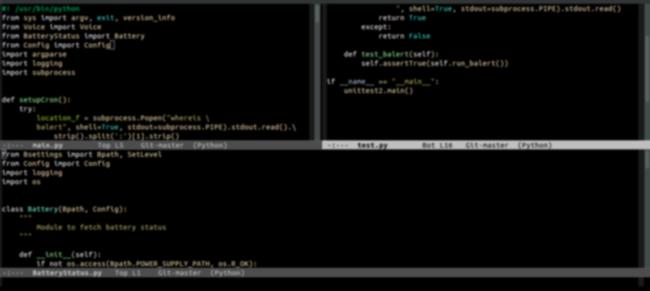 #! /usr/bin/python
from sys import argv, exit, version_info
from Voice import Voice
from BatteryStatus import Battery
from Config import Config
import argparse
import logging
import subprocess
def setupCron():
    try:
        location_f = subprocess.Popen("whereis \
        balert", shell=True, stdout=subprocess.PIPE).stdout.read().\
            strip().split(':')[1].strip()
-:--- main.py Top L5 Git-master (Python)
", shell=True, stdout=subprocess.PIPE).stdout.read()
            return True
        except:
            return False
    def test_balert(self):
        self.assertTrue(self.run_balert())
if __name__ == "__main__":
    unittest2.main()
-:--- test.py Bot L16 Git-master (Python)
from Bsettings import Bpath, SetLevel
from Config import Config
import logging
import os
class Battery(Bpath, Config):
    """
        Module to fetch battery status
    """
    def __init__(self):
        if not os.access(Bpath.POWER_SUPPLY_PATH, os.R_OK):
-:--- BatteryStatus.py Top L1 Git-master (Python)